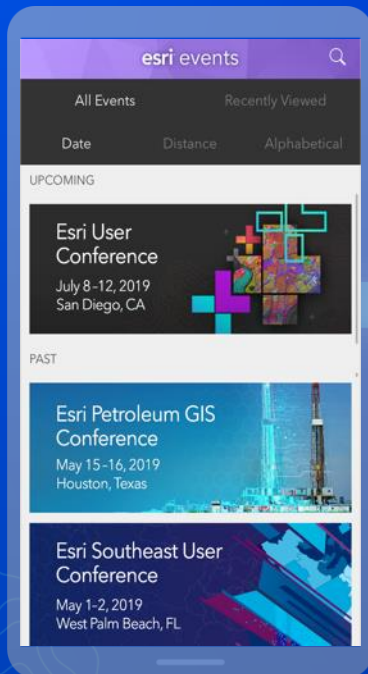 esri events
All Events Recently Viewed
Date Distance Alphabetical
UPCOMING
Esri User
Conference
July 8-12, 2019
San Diego, CA
PAST
Esri Petroleum GIS
Conference
May 15-16, 2019
Houston, Texas
Esri Southeast User
Conference
May 1-2, 2019
West Palm Beach, FL